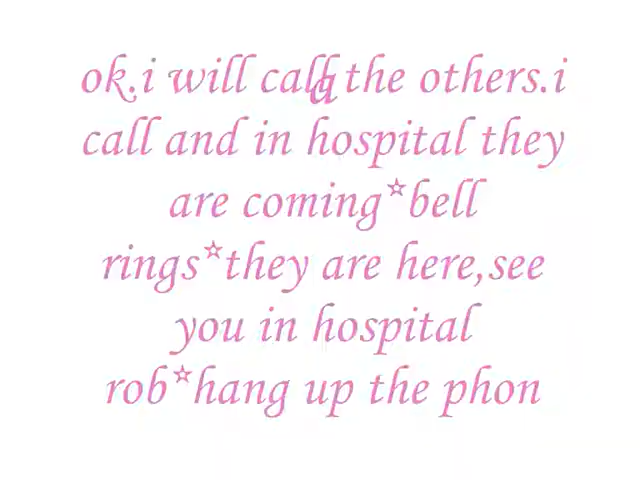 ok.i will call the others.i
a
call and in hospital they
are coming*bell
rings*they are here,see
you in hospital
rob*hang up the phon